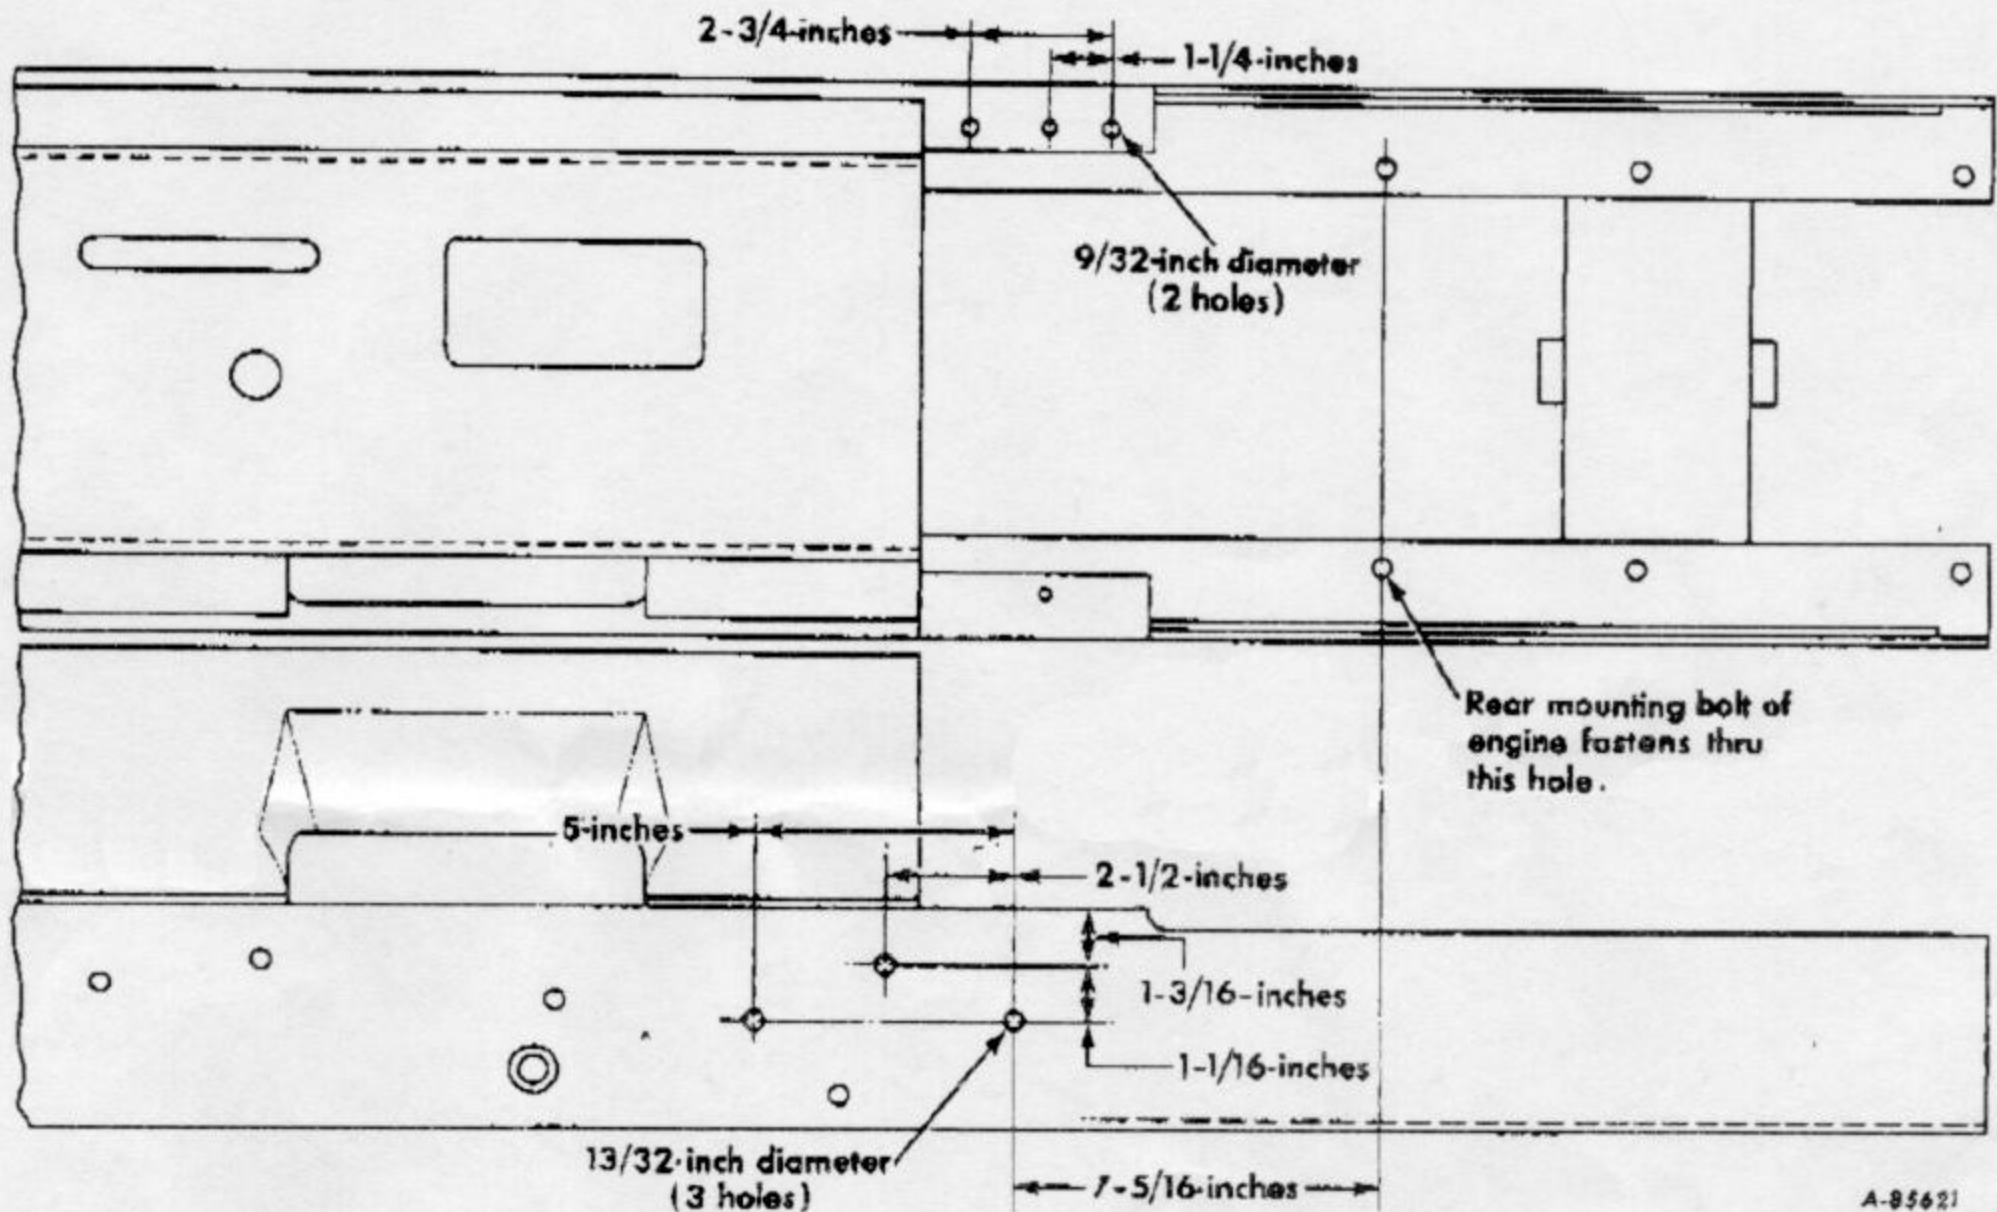 2-3/4-inches
1-1/4-inches
9/32-inch diameter
(2 holes)
Rear mounting bolt of
engine fastens thru
this hole.
5-inches
2-1/2-inches
1-3/16-inches
1-1/16-inches
13/32-inch diameter
(3 holes)
7-5/16-inches
A-85621